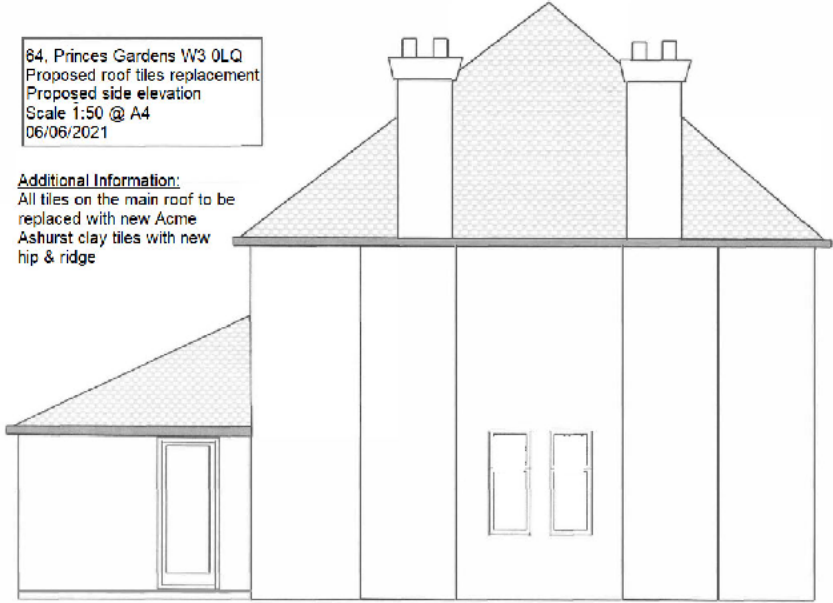 64, Princes Gardens W3 0LQ
Proposed roof tiles replacement
Proposed side elevation
Scale 1:50 @ A4
06/06/2021
Additional Information:
All tiles on the main roof to be
replaced with new Acme
Ashurst clay tiles with new
hip & ridge